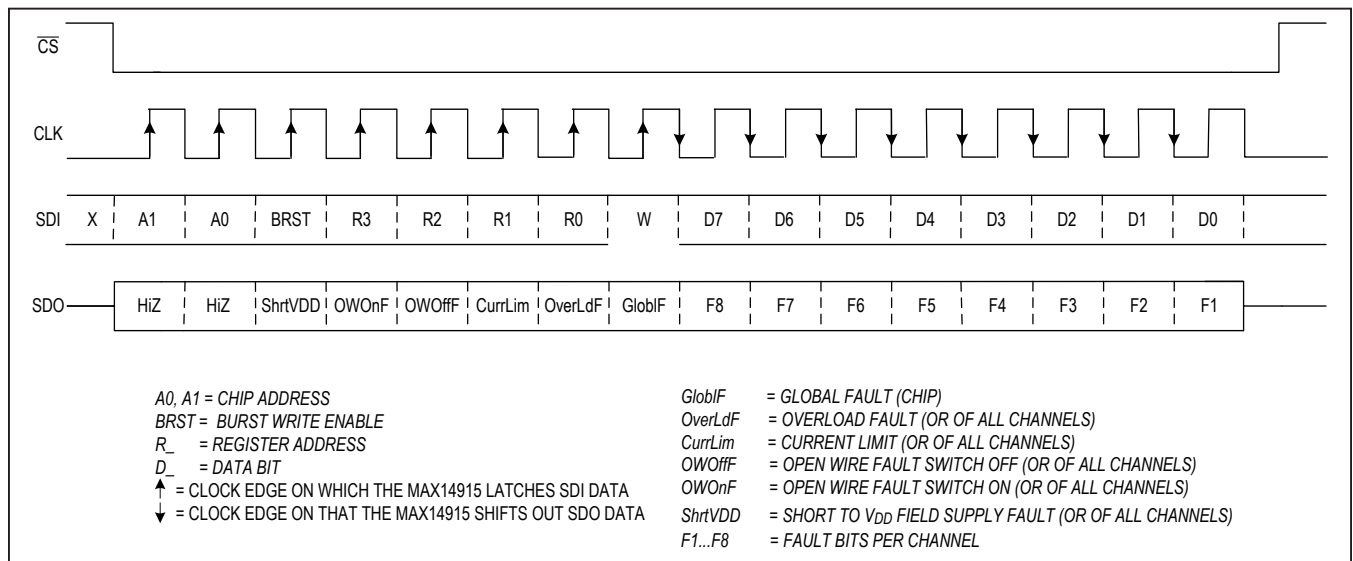 CS
CLK
SDI X A1 A0 BRST R3 R2 R1 R0 W D7 D6 D5 D4 D3 D2 D1 D0
SDO HiZ HiZ ShrtVDD OWOnF OWOffF CurrLim OverLdF GloblF F8 F7 F6 F5 F4 F3 F2 F1
A0, A1 = CHIP ADDRESS
BRST = BURST WRITE ENABLE
R_ = REGISTER ADDRESS
D_ = DATA BIT
↑ = CLOCK EDGE ON WHICH THE MAX14915 LATCHES SDI DATA
↓ = CLOCK EDGE ON THAT THE MAX14915 SHIFTS OUT SDO DATA
GloblF = GLOBAL FAULT (CHIP)
OverLdF = OVERLOAD FAULT (OR OF ALL CHANNELS)
CurrLim = CURRENT LIMIT (OR OF ALL CHANNELS)
OWOffF = OPEN WIRE FAULT SWITCH OFF (OR OF ALL CHANNELS)
OWOnF = OPEN WIRE FAULT SWITCH ON (OR OF ALL CHANNELS)
ShrtVDD = SHORT TO VDD FIELD SUPPLY FAULT (OR OF ALL CHANNELS)
F1...F8 = FAULT BITS PER CHANNEL